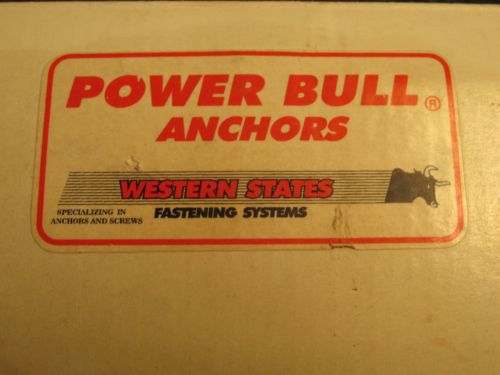 POWER BULL®
ANCHORS
WESTERN STATES
SPECIALIZING IN
ANCHORS AND SCREWS
FASTENING SYSTEMS